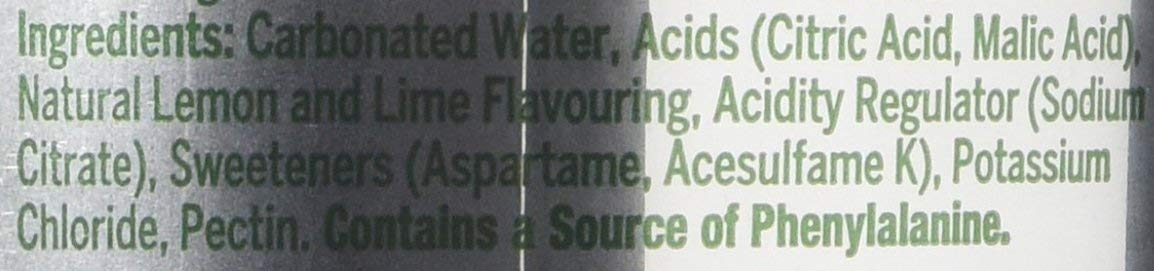 Ingredients: Carbonated Water, Acids (Citric Acid, Malic Acid),
Natural Lemon and Lime Flavouring, Acidity Regulator (Sodium
Citrate), Sweeteners (Aspartame, Acesulfame K), Potassium
Chloride, Pectin. Contains a Source of Phenylalanine.